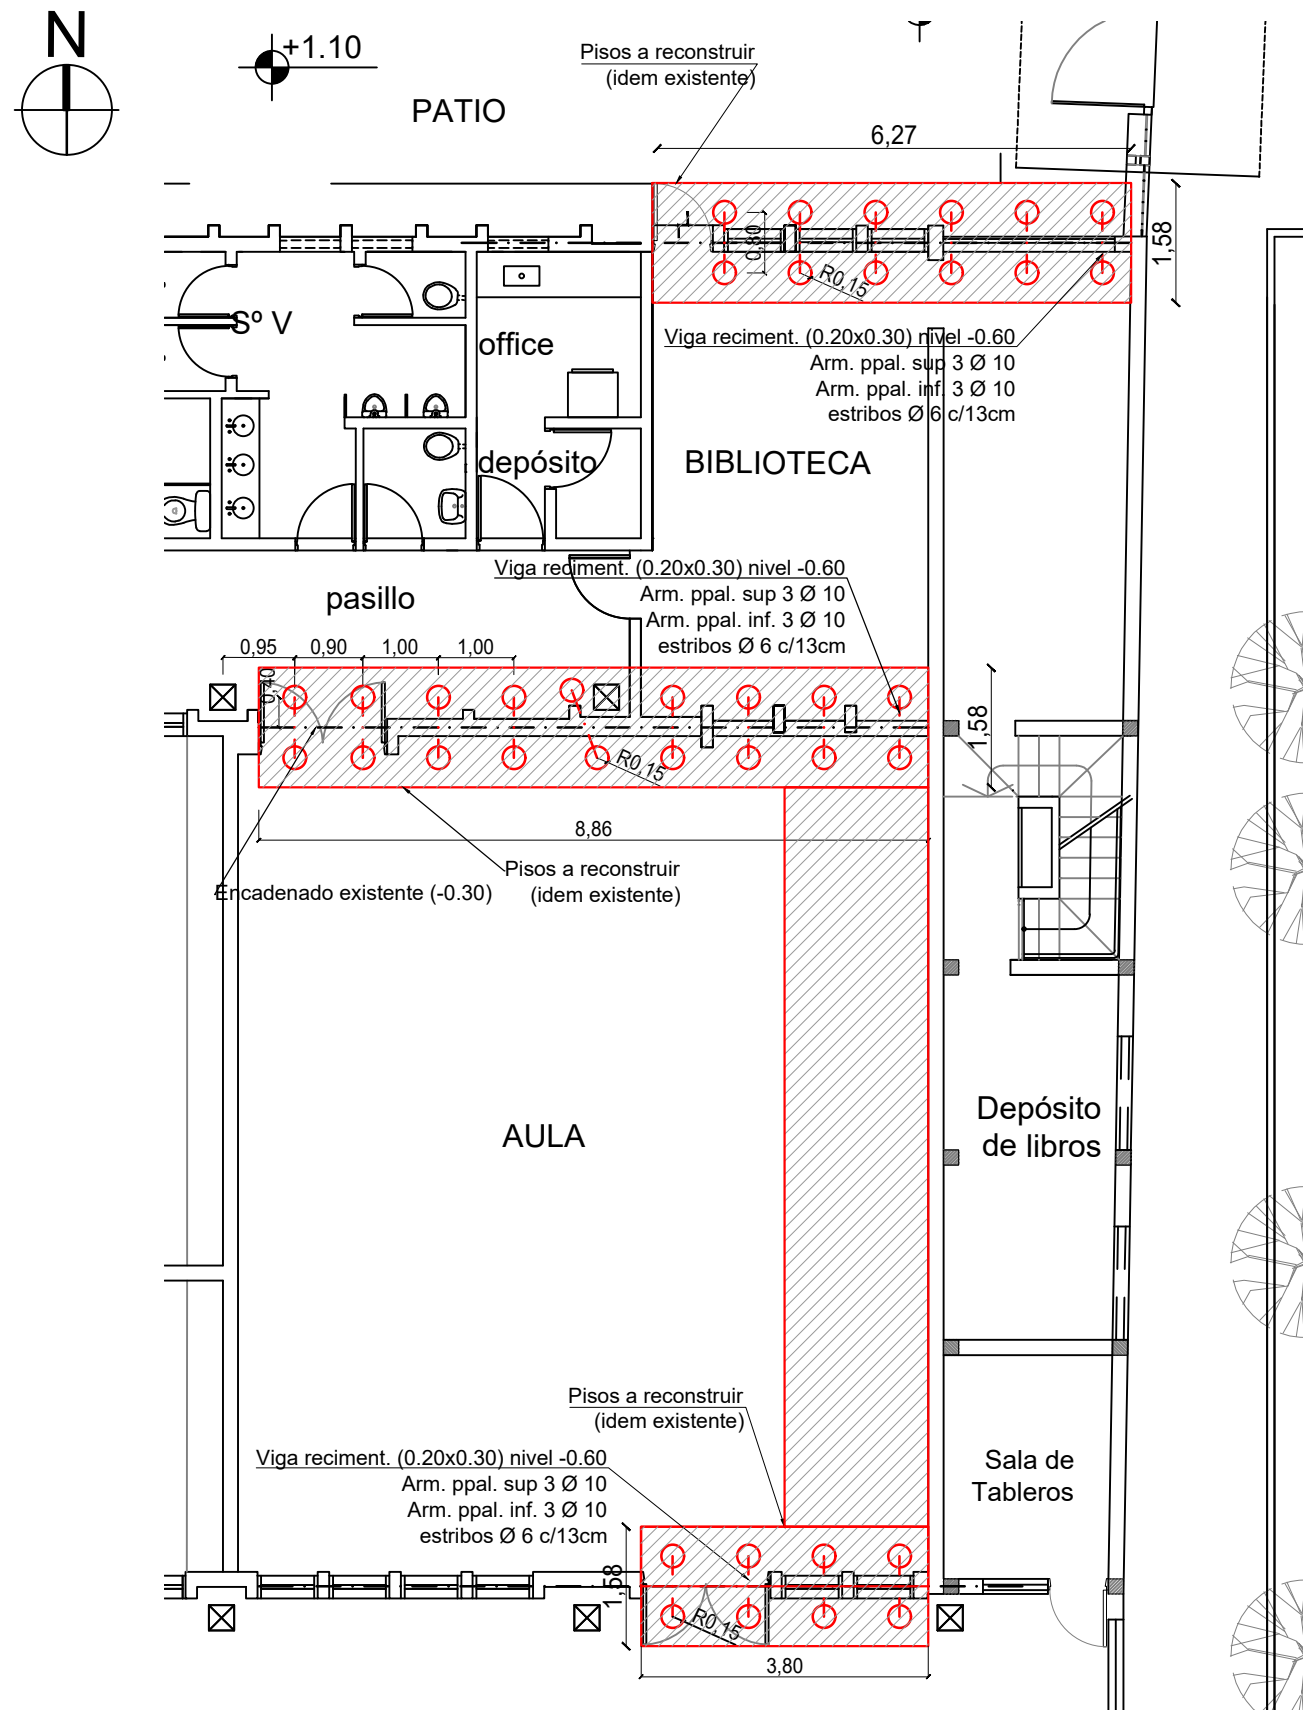 N
+1.10
PATIO
Pisos a reconstruir
(idem existente)
6,27
1,58
0,80
R0,15
Sº V
office
Viga reciment. (0.20x0.30) nivel -0.60
Arm. ppal. sup 3 Ø 10
Arm. ppal. inf. 3 Ø 10
estribos Ø 6 c/13cm
depósito
BIBLIOTECA
Viga reciment. (0.20x0.30) nivel -0.60
Arm. ppal. sup 3 Ø 10
Arm. ppal. inf. 3 Ø 10
estribos Ø 6 c/13cm
pasillo
0,95
0,90
1,00
1,00
0,40
1,58
R0,15
8,86
Pisos a reconstruir
(idem existente)
Encadenado existente (-0.30)
AULA
Depósito
de libros
Pisos a reconstruir
(idem existente)
Viga reciment. (0.20x0.30) nivel -0.60
Arm. ppal. sup 3 Ø 10
Arm. ppal. inf. 3 Ø 10
estribos Ø 6 c/13cm
Sala de
Tableros
1,58
R0,15
3,80